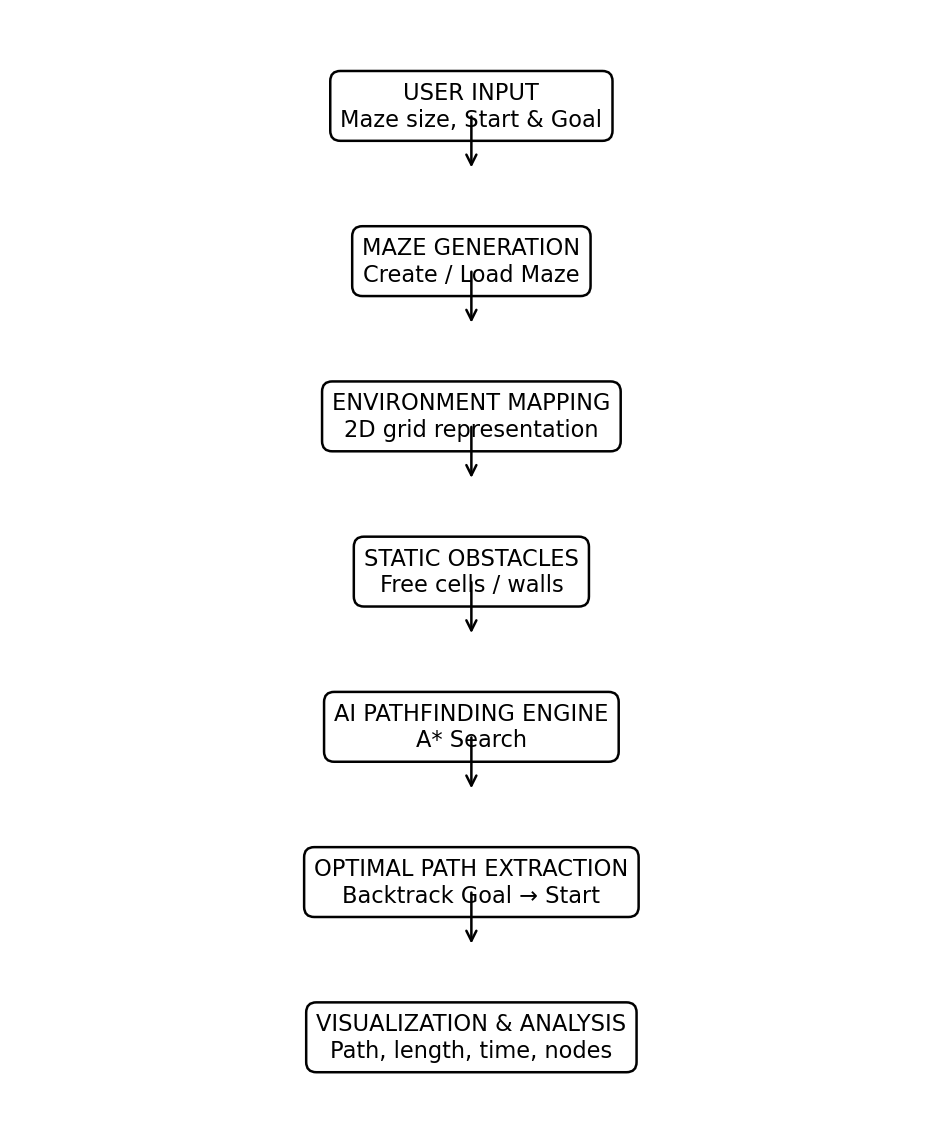 USER INPUT
Maze size, Start & Goal
MAZE GENERATION
Create / Load Maze
ENVIRONMENT MAPPING
2D grid representation
STATIC OBSTACLES
Free cells / walls
AI PATHFINDING ENGINE
A* Search
OPTIMAL PATH EXTRACTION
Backtrack Goal → Start
VISUALIZATION & ANALYSIS
Path, length, time, nodes